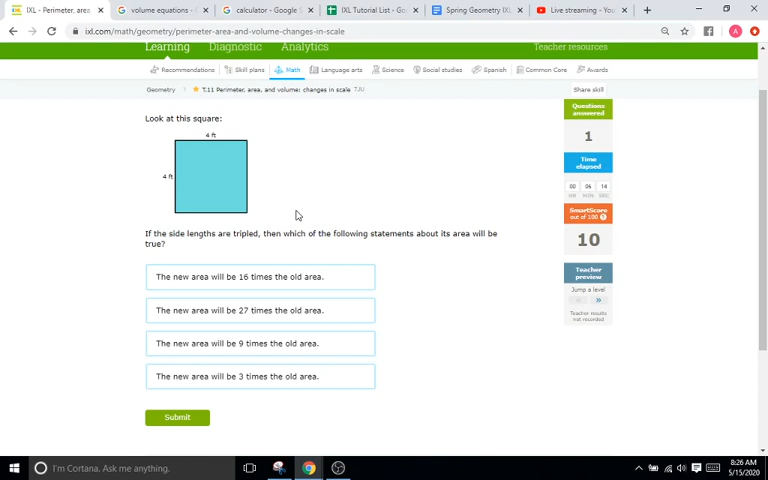 IXL - Perimeter, area
volume equations -
calculator - Google S
IXL Tutorial List - Go
Spring Geometry IXL
Live streaming - YouTu
ixl.com/math/geometry/perimeter-area-and-volume-changes-in-scale
Learning Diagnostic Analytics Teacher resources
Recommendations Skill plans Math Language arts Science Social studies Spanish Common Core Awards
Geometry > T.11 Perimeter, area, and volume: changes in scale 7JU
Share skill
Look at this square:
4 ft
4 ft
If the side lengths are tripled, then which of the following statements about its area will be
true?
The new area will be 16 times the old area.
The new area will be 27 times the old area.
The new area will be 9 times the old area.
The new area will be 3 times the old area.
Submit
Questions
answered
1
Time
elapsed
00 06 14
HR MIN SEC
SmartScore
out of 100 ?
10
Teacher
preview
Jump a level
Teacher results
not recorded
I'm Cortana. Ask me anything.
8:26 AM
5/15/2020